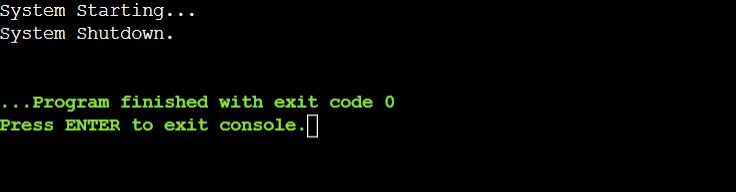 System Starting...
System Shutdown.
...Program finished with exit code 0
Press ENTER to exit console.